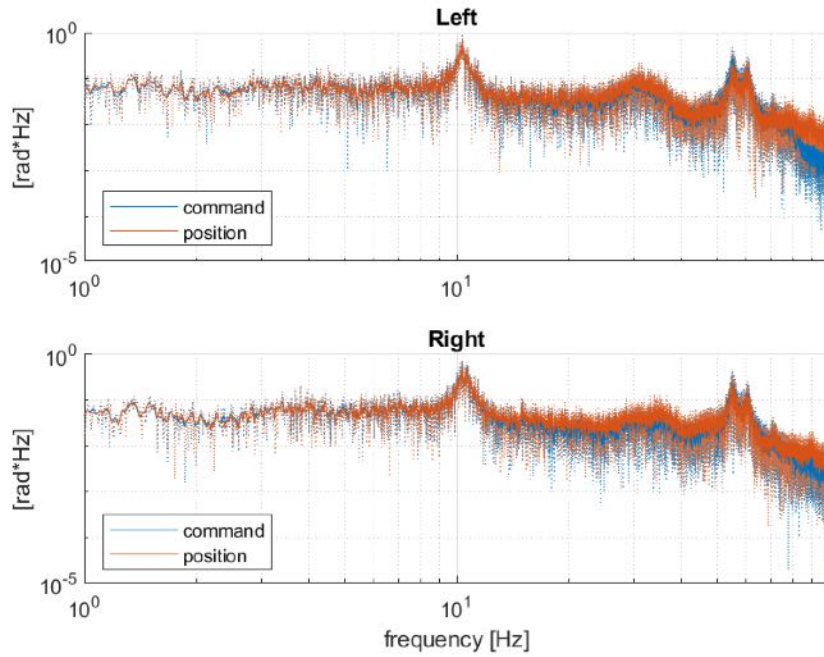 Left
10^0
[rad*Hz]
command
position
10^-5
10^0
10^1
Right
10^0
[rad*Hz]
command
position
10^-5
10^0
10^1
frequency [Hz]